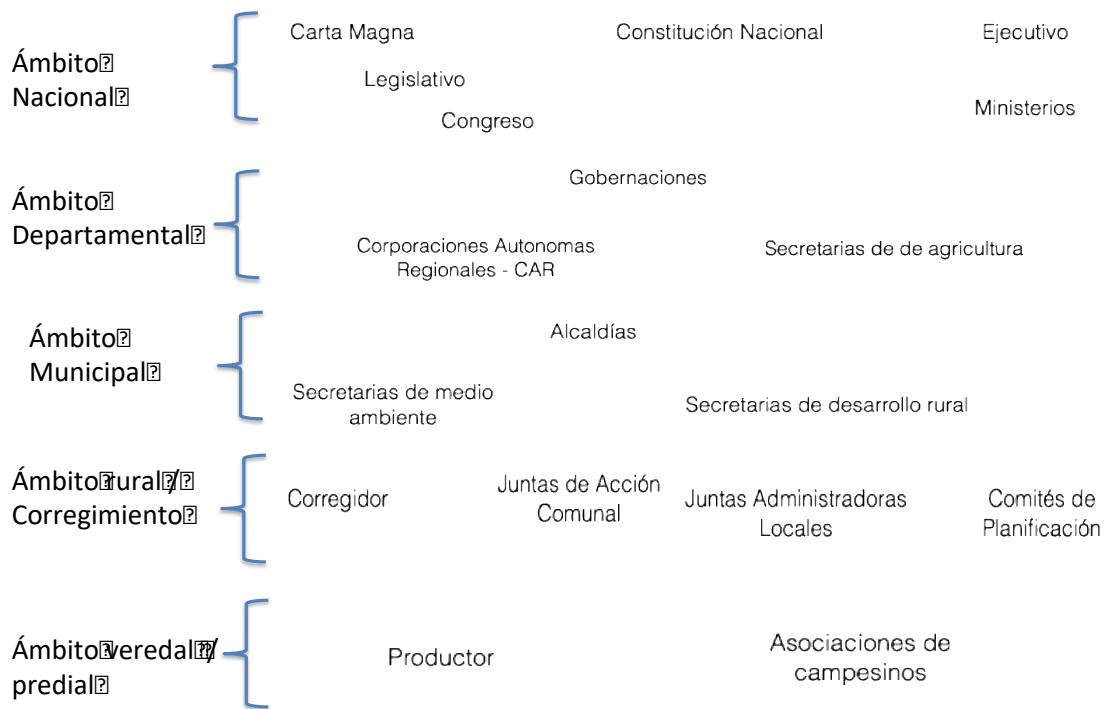 Carta Magna
Constitución Nacional
Ejecutivo
Ámbito
Nacional
Legislativo
Ministerios
Congreso
Gobernaciones
Ámbito
Departamental
Corporaciones Autonomas
Regionales - CAR
Secretarias de de agricultura
Alcaldías
Ámbito
Municipal
Secretarias de medio
ambiente
Secretarias de desarrollo rural
Ámbito rural /
Corregimiento
Corregidor
Juntas de Acción
Comunal
Juntas Administradoras
Locales
Comités de
Planificación
Ámbito veredal /
predial
Productor
Asociaciones de
campesinos